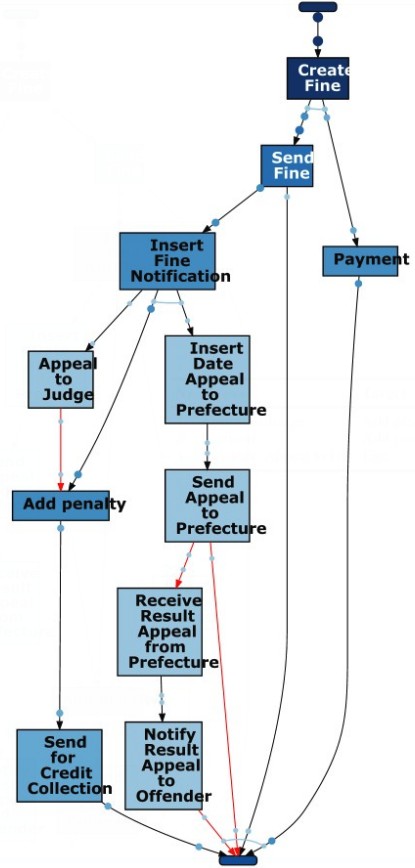 Create
Fine
Send
Fine
Payment
Insert
Fine
Notification
Appeal
to
Judge
Insert
Date
Appeal
to
Prefecture
Add penalty
Send
Appeal
to
Prefecture
Receive
Result
Appeal
from
Prefecture
Send
for
Credit
Collection
Notify
Result
Appeal
to
Offender